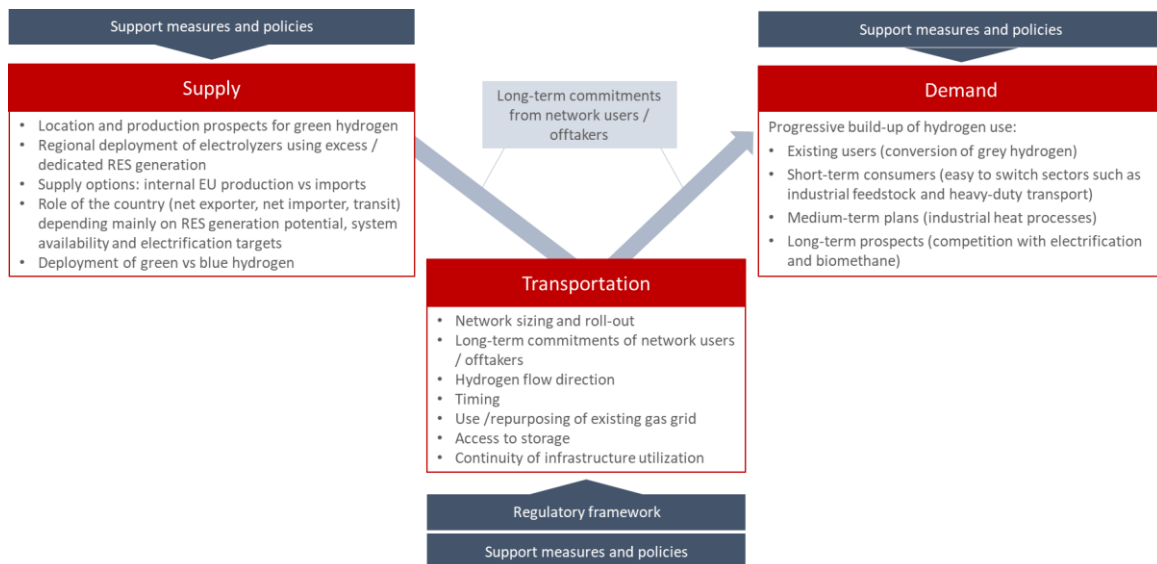 Support measures and policies
Supply
• Location and production prospects for green hydrogen
• Regional deployment of electrolyzers using excess /
dedicated RES generation
• Supply options: internal EU production vs imports
• Role of the country (net exporter, net importer, transit)
depending mainly on RES generation potential, system
availability and electrification targets
• Deployment of green vs blue hydrogen
Long-term commitments
from network users /
offtakers
Support measures and policies
Demand
Progressive build-up of hydrogen use:
• Existing users (conversion of grey hydrogen)
• Short-term consumers (easy to switch sectors such as
industrial feedstock and heavy-duty transport)
• Medium-term plans (industrial heat processes)
• Long-term prospects (competition with electrification
and biomethane)
Transportation
• Network sizing and roll-out
• Long-term commitments of network users
/ offtakers
• Hydrogen flow direction
• Timing
• Use /repurposing of existing gas grid
• Access to storage
• Continuity of infrastructure utilization
Regulatory framework
Support measures and policies